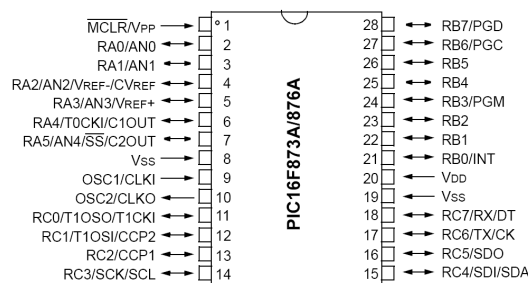 MCLR/VPP 1 28 RB7/PGD
RA0/AN0 2 27 RB6/PGC
RA1/AN1 3 26 RB5
RA2/AN2/VREF-/CVREF 4 25 RB4
RA3/AN3/VREF+ 5 24 RB3/PGM
RA4/T0CKI/C1OUT 6 23 RB2
RA5/AN4/SS/C2OUT 7 22 RB1
VSS 8 21 RB0/INT
OSC1/CLKI 9 20 VDD
OSC2/CLKO 10 19 VSS
RC0/T1OSO/T1CKI 11 18 RC7/RX/DT
RC1/T1OSI/CCP2 12 17 RC6/TX/CK
RC2/CCP1 13 16 RC5/SDO
RC3/SCK/SCL 14 15 RC4/SDI/SDA
PIC16F873A/876A